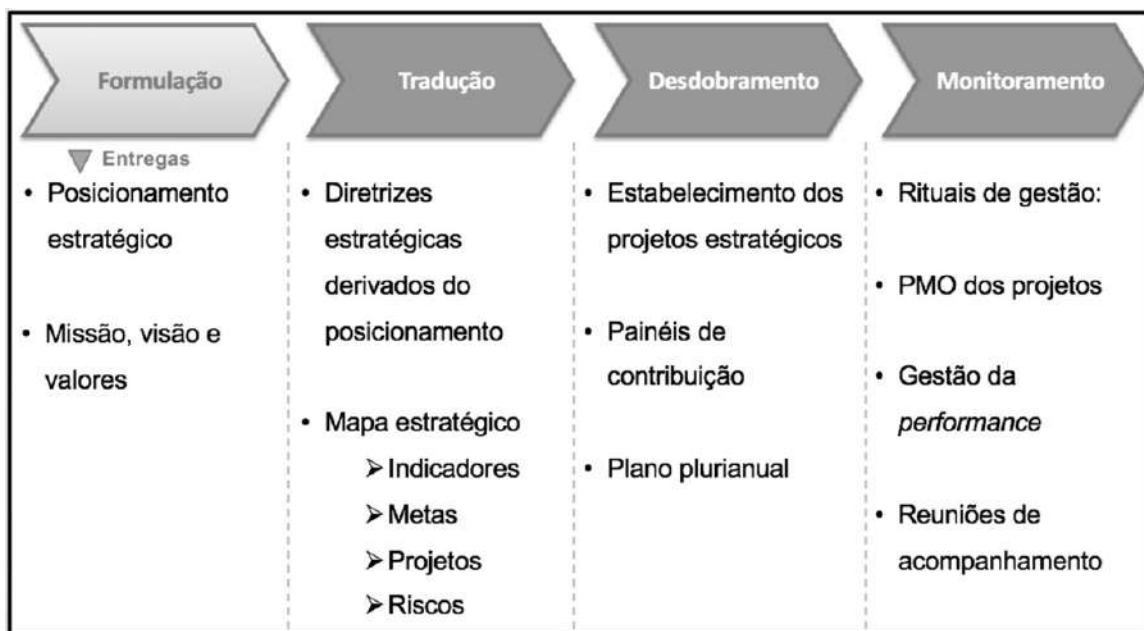 Formulação
Tradução
Desdobramento
Monitoramento
Entregas
• Posicionamento
estratégico
• Missão, visão e
valores
• Diretrizes
estratégicas
derivados do
posicionamento
• Mapa estratégico
➢ Indicadores
➢ Metas
➢ Projetos
➢ Riscos
• Estabelecimento dos
projetos estratégicos
• Painéis de
contribuição
• Plano plurianual
• Rituais de gestão:
• PMO dos projetos
• Gestão da
performance
• Reuniões de
acompanhamento